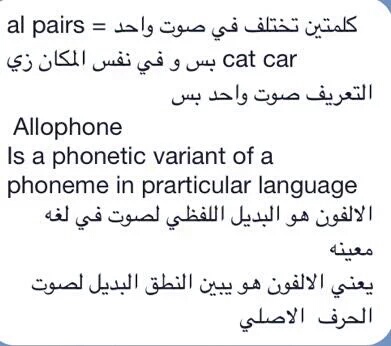 al pairs = كلمتين تختلف في صوت واحد
بس و في نفس المكان زي cat car
التعريف صوت واحد بس
Allophone
Is a phonetic variant of a
phoneme in prarticular language
الالفون هو البديل اللفظي لصوت في لغه
معينه
يعني الالفون هو يبين النطق البديل لصوت
الحرف الاصلي